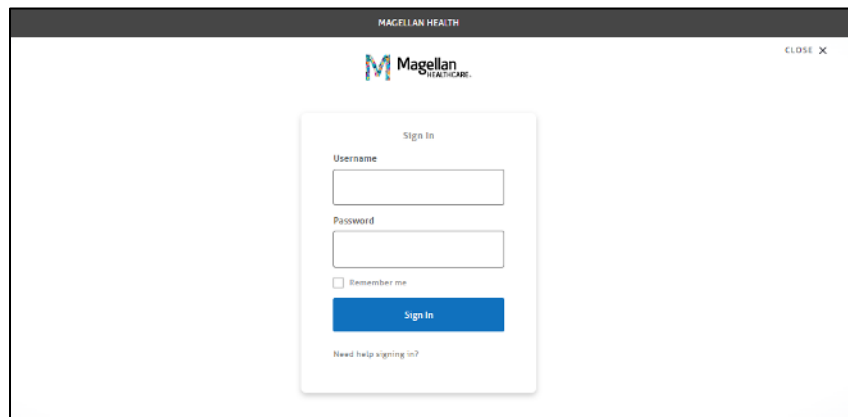 MAGELLAN HEALTH
CLOSE X
Magellan
HEALTHCARE.
Sign In
Username
Password
Remember me
Sign In
Need help signing in?